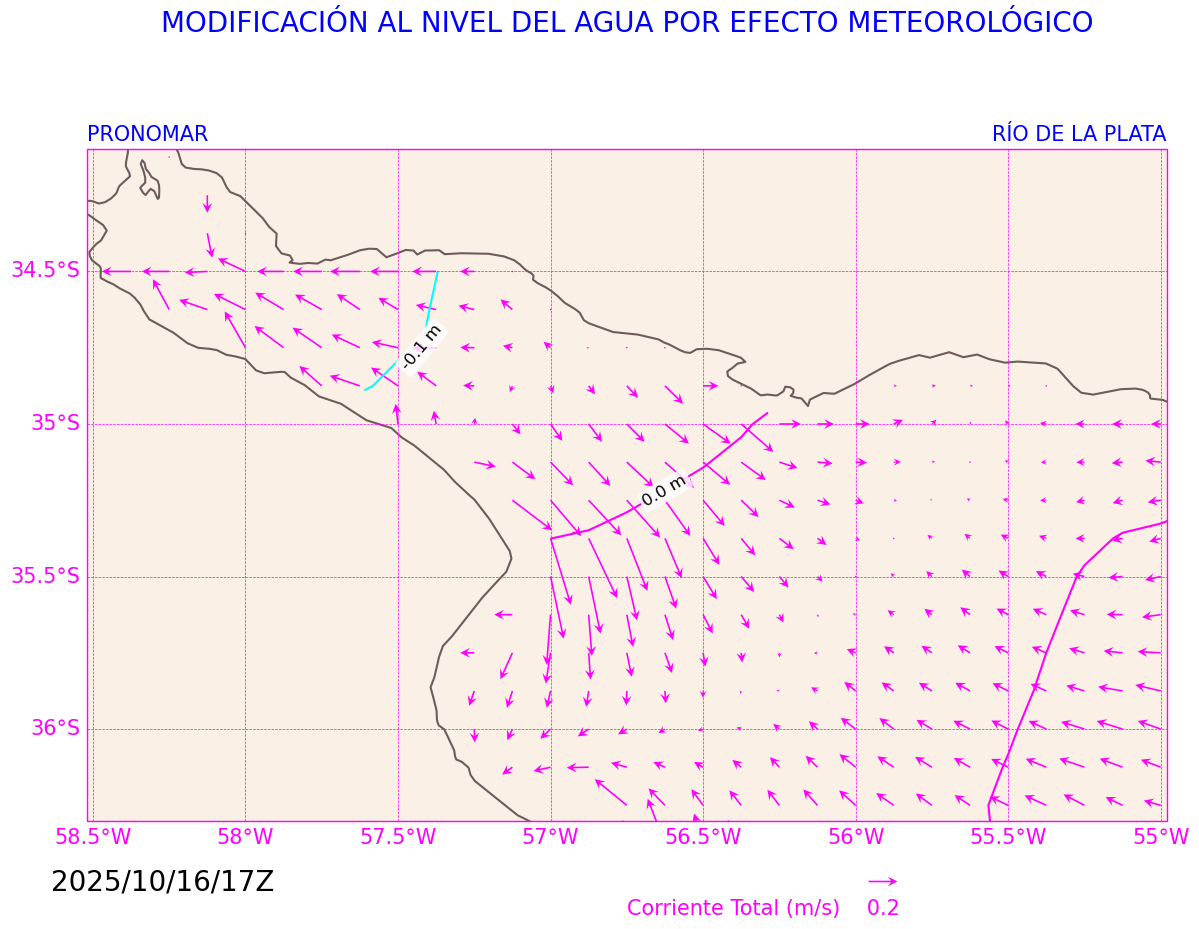 MODIFICACIÓN AL NIVEL DEL AGUA POR EFECTO METEOROLÓGICO
PRONOMAR RÍO DE LA PLATA
34.5°S
-0.1 m
35°S
0.0 m
35.5°S
36°S
58.5°W 58°W 57.5°W 57°W 56.5°W 56°W 55.5°W 55°W
2025/10/16/17Z
Corriente Total (m/s) 0.2